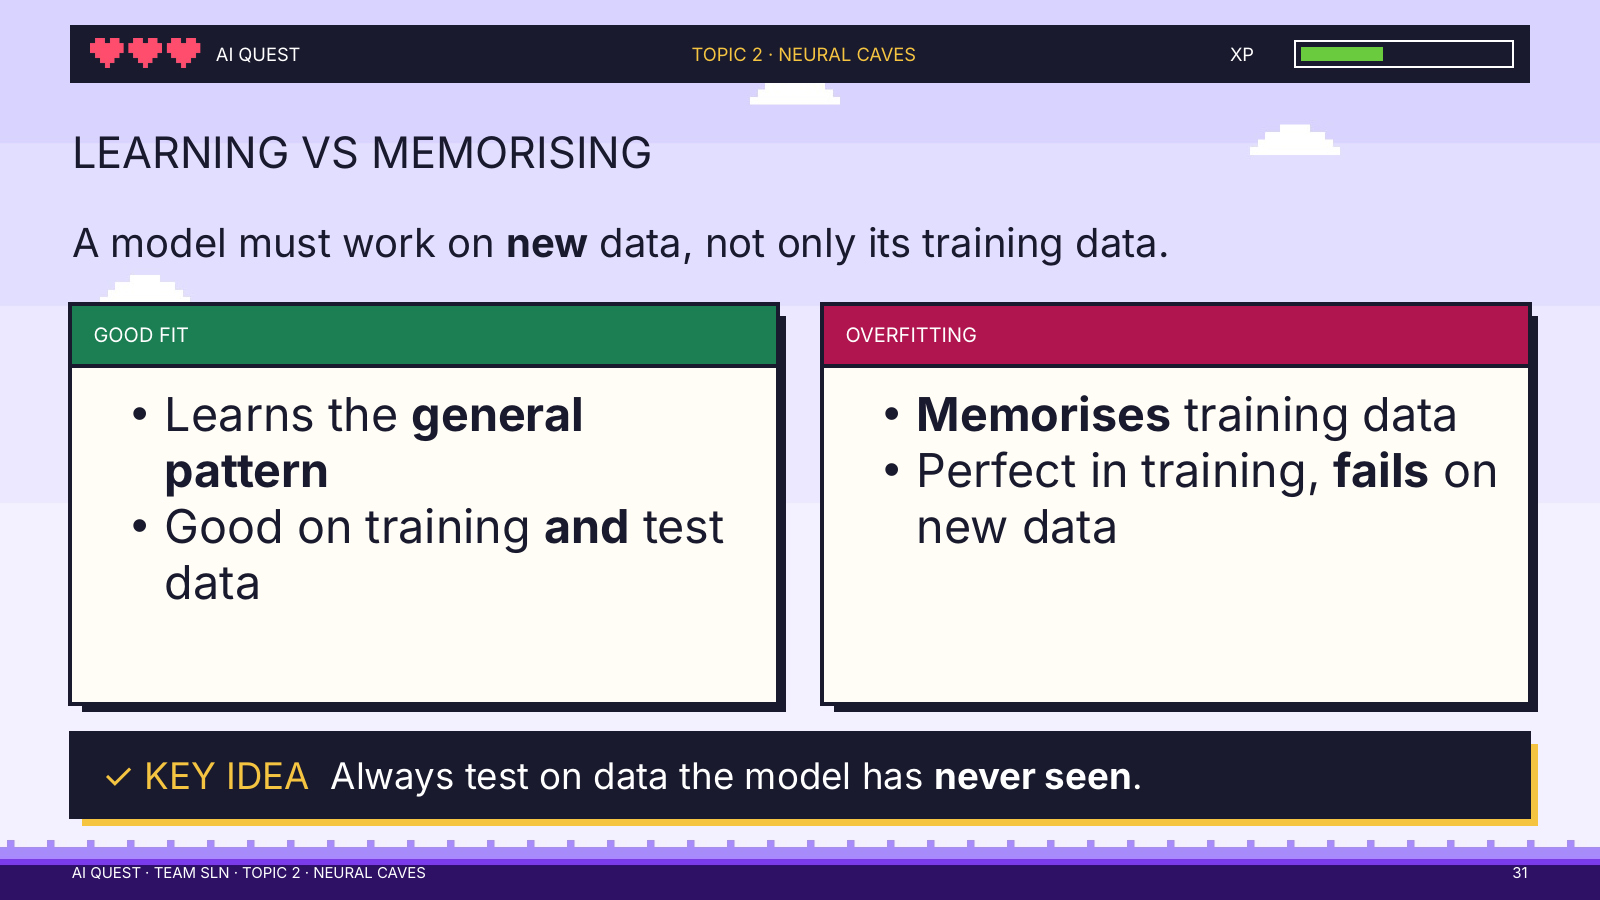 AI QUEST
TOPIC 2 · NEURAL CAVES
XP
LEARNING VS MEMORISING
A model must work on new data, not only its training data.
GOOD FIT
• Learns the general
pattern
• Good on training and test
data
OVERFITTING
• Memorises training data
• Perfect in training, fails on
new data
✓ KEY IDEA Always test on data the model has never seen.
AI QUEST · TEAM SLN · TOPIC 2 · NEURAL CAVES
31